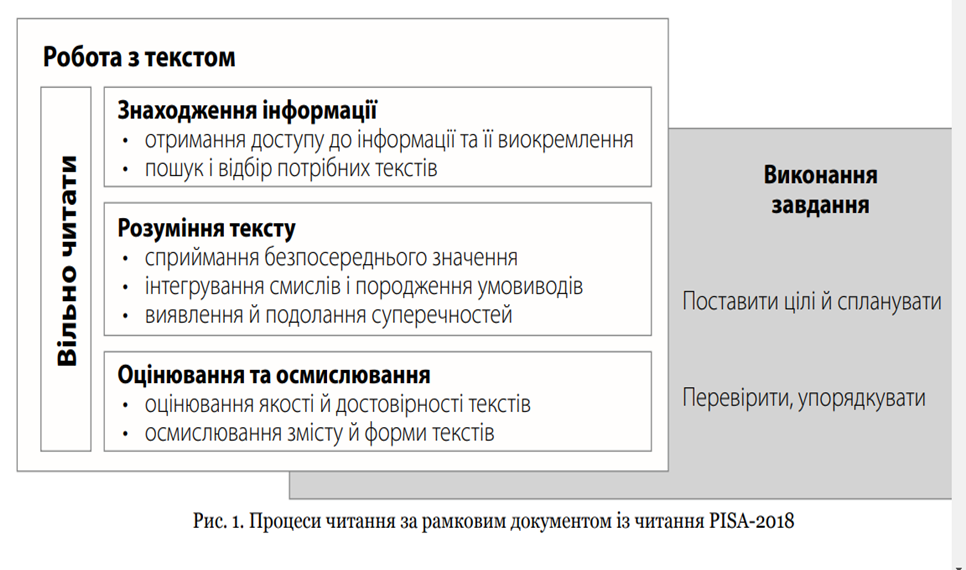 Робота з текстом
Вільно читати
Знаходження інформації
• отримання доступу до інформації та її виокремлення
• пошук і відбір потрібних текстів
Розуміння тексту
• сприймання безпосереднього значення
• інтегрування смислів і породження умовиводів
• виявлення й подолання суперечностей
Оцінювання та осмислювання
• оцінювання якості й достовірності текстів
• осмислювання змісту й форми текстів
Виконання
завдання
Поставити цілі й спланувати
Перевірити, упорядкувати
Рис. 1. Процеси читання за рамковим документом із читання PISA-2018